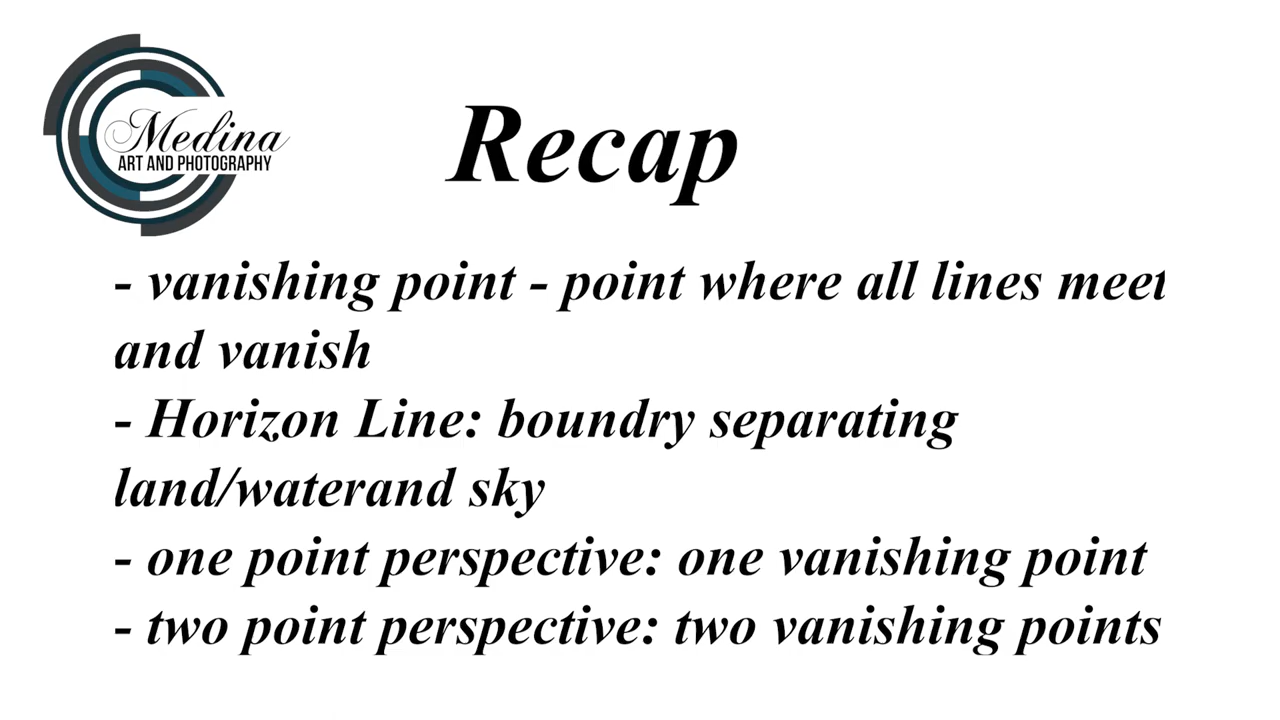 Medina
ART AND PHOTOGRAPHY
Recap
- vanishing point - point where all lines meet
and vanish
- Horizon Line: boundry separating
land/waterand sky
- one point perspective: one vanishing point
- two point perspective: two vanishing points